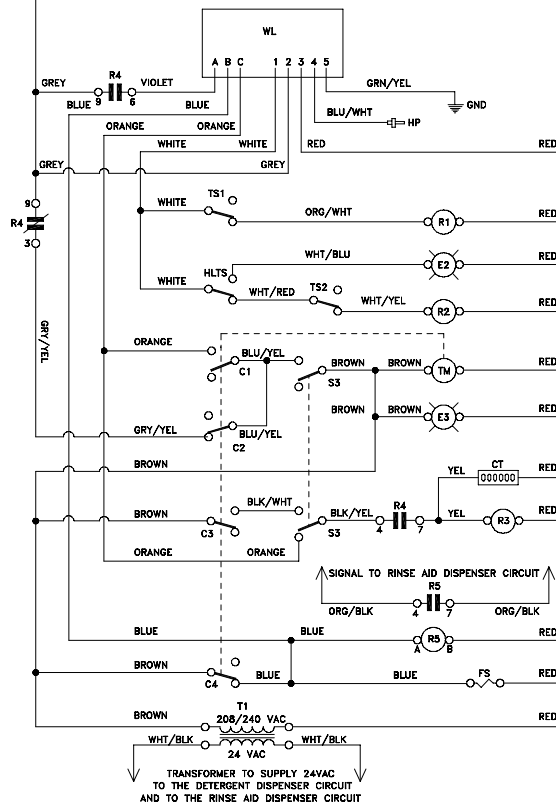 WL
A B C 1 2 3 4 5
GREY R4 VIOLET GRN/YEL
9 6
BLUE BLUE BLU/WHT GND
ORANGE ORANGE HP
WHITE WHITE RED RED
GREY GREY
9 WHITE TS1 ORG/WHT R1 RED
R4
3
WHT/BLU E2 RED
WHITE HLTS WHT/RED TS2 WHT/YEL R2 RED
GRY/YEL
ORANGE BLU/YEL BROWN BROWN TM RED
C1 S3
BROWN BROWN E3 RED
GRY/YEL BLU/YEL
C2
BROWN
YEL CT RED
000000
BLK/WHT
BROWN BLK/YEL R4 YEL R3 RED
C3 S3 4 7
ORANGE ORANGE
SIGNAL TO RINSE AID DISPENSER CIRCUIT
R5
4 7
ORG/BLK ORG/BLK
BLUE BLUE R5 RED
A B
BROWN BLUE BLUE FS RED
C4
T1
BROWN 208/240 VAC RED
WHT/BLK WHT/BLK
24 VAC
TRANSFORMER TO SUPPLY 24VAC
TO THE DETERGENT DISPENSER CIRCUIT
AND TO THE RINSE AID DISPENSER CIRCUIT